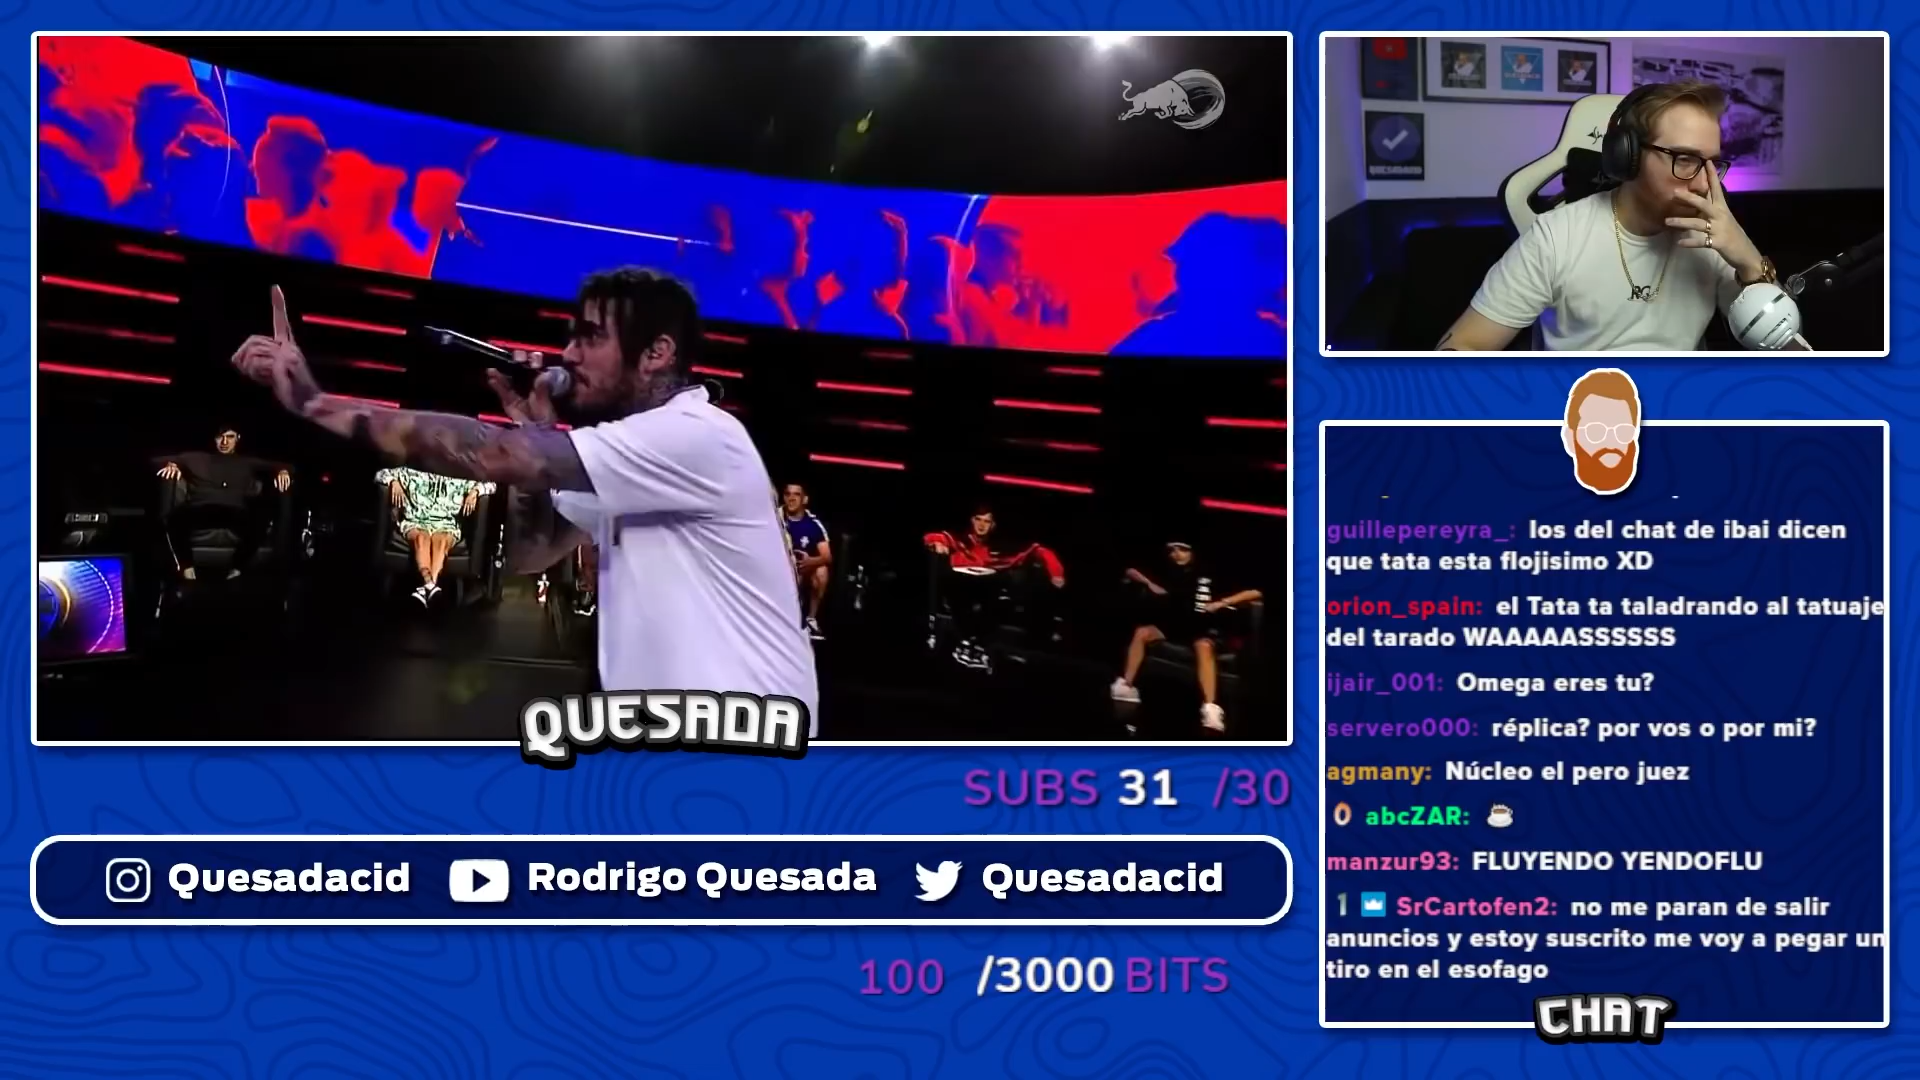 QUESADA
SUBS 31 /30
Quesadacid
Rodrigo Quesada
Quesadacid
100 /3000 BITS
guillepereyra_: los del chat de ibai dicen
que tata esta flojisimo XD
orion_spain: el Tata ta taladrando al tatuaje
del tarado WAAAAASSSSSS
ijair_001: Omega eres tu?
servero000: réplica? por vos o por mi?
agmany: Núcleo el pero juez
abcZAR:
manzur93: FLUYENDO YENDOFLU
1 SrCartofen2: no me paran de salir
anuncios y estoy suscrito me voy a pegar un
tiro en el esofago
CHAT